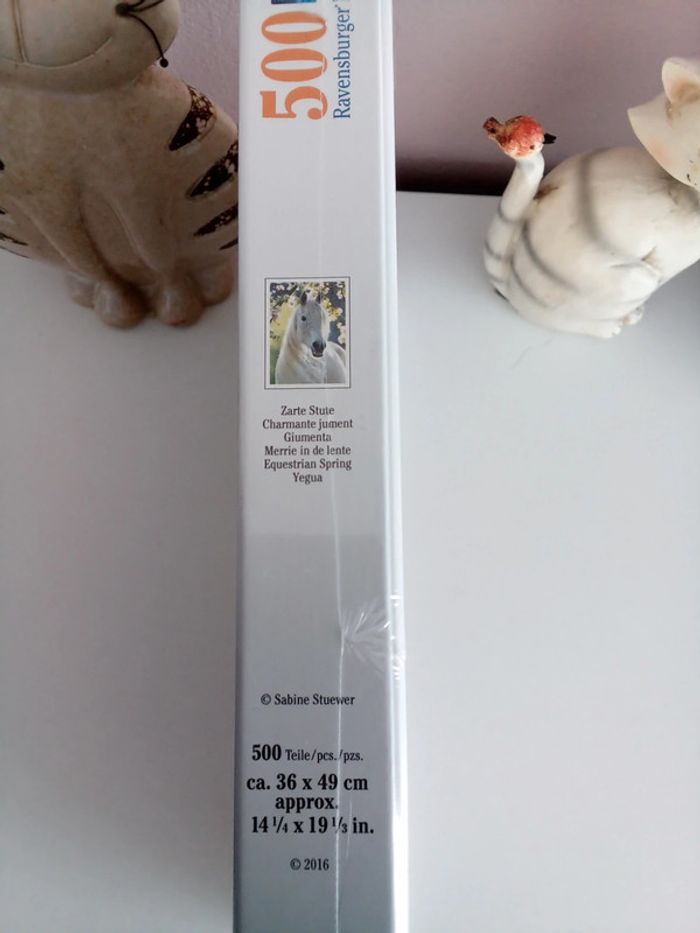 500
Ravensburger
Zarte Stute
Charmante jument
Giumenta
Merrie in de lente
Equestrian Spring
Yegua
© Sabine Stuewer
500 Teile/pcs./pzs.
ca. 36 x 49 cm
approx.
14 1/4 x 19 1/3 in.
© 2016